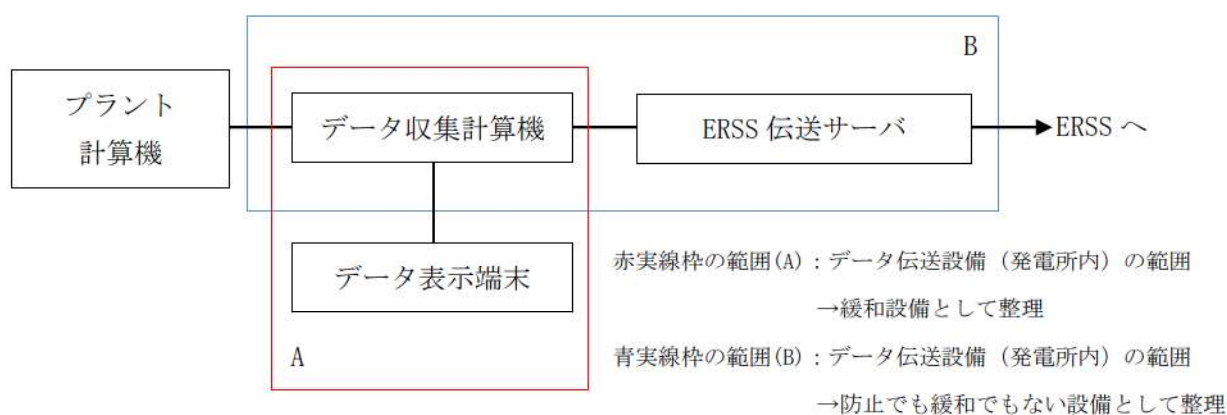 B
プラント
計算機
データ収集計算機
ERSS 伝送サーバ
ERSS へ
データ表示端末
A
赤実線枠の範囲(A)：データ伝送設備（発電所内）の範囲
→緩和設備として整理
青実線枠の範囲(B)：データ伝送設備（発電所内）の範囲
→防止でも緩和でもない設備として整理